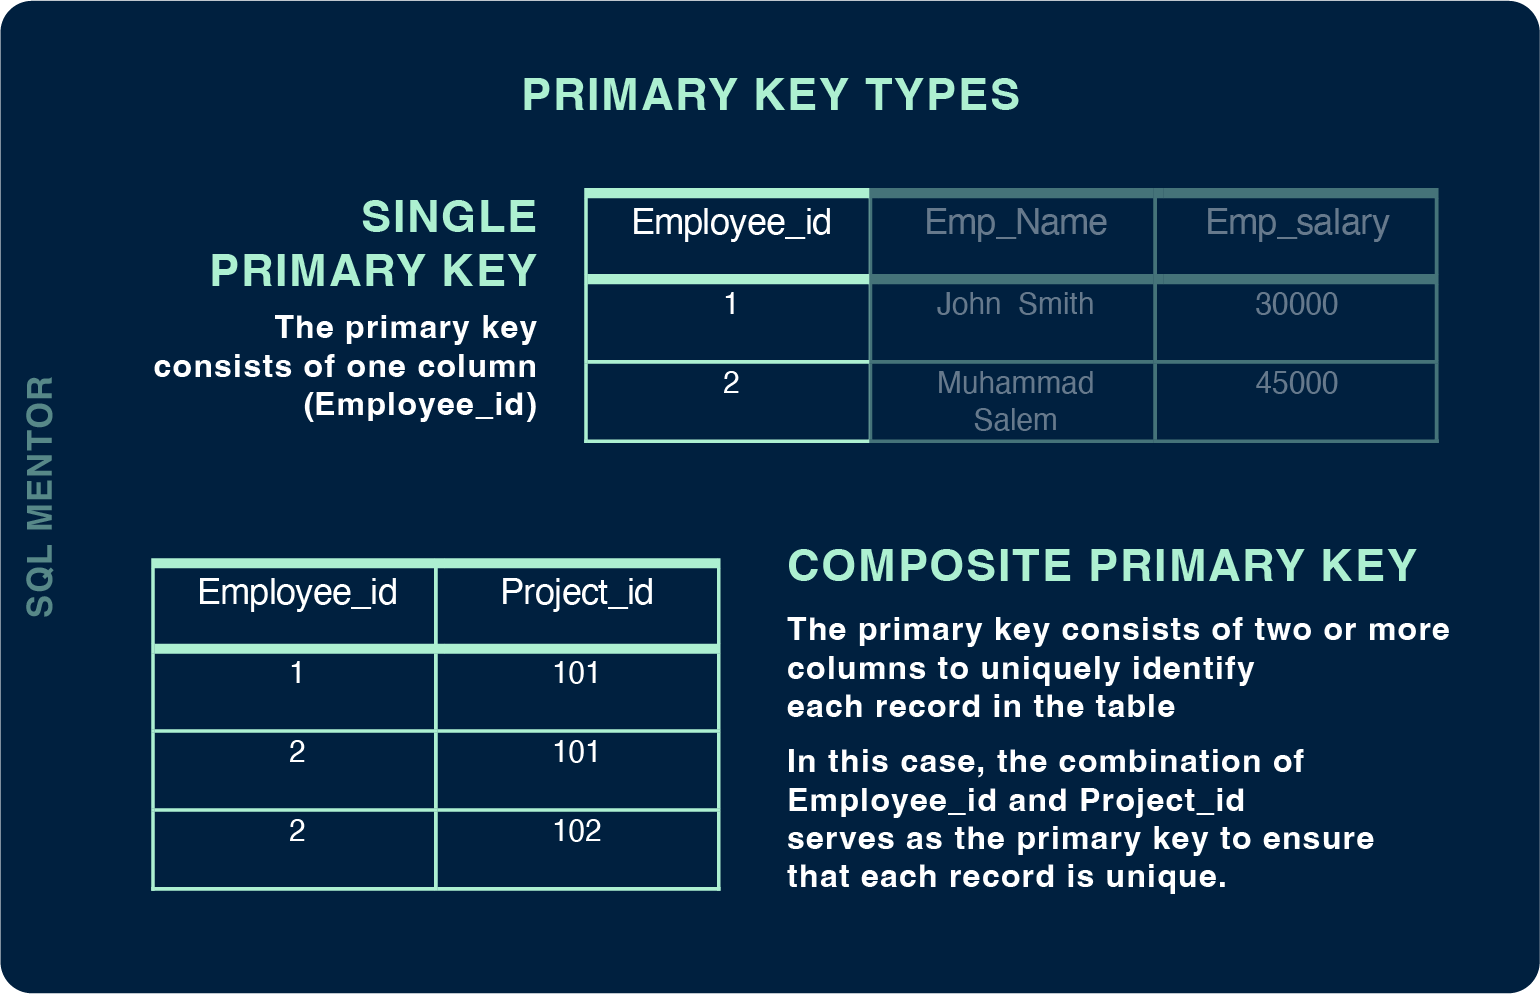 PRIMARY KEY TYPES
SINGLE
PRIMARY KEY
The primary key
consists of one column
(Employee_id)
Employee_id Emp_Name Emp_salary
1 John Smith 30000
2 Muhammad 45000
Salem
SQL MENTOR
Employee_id Project_id
1 101
2 101
2 102
COMPOSITE PRIMARY KEY
The primary key consists of two or more
columns to uniquely identify
each record in the table
In this case, the combination of
Employee_id and Project_id
serves as the primary key to ensure
that each record is unique.